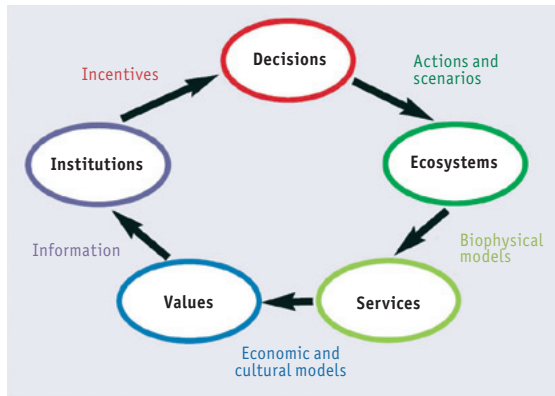 Decisions
Actions and
scenarios
Ecosystems
Biophysical
models
Services
Economic and
cultural models
Values
Information
Institutions
Incentives